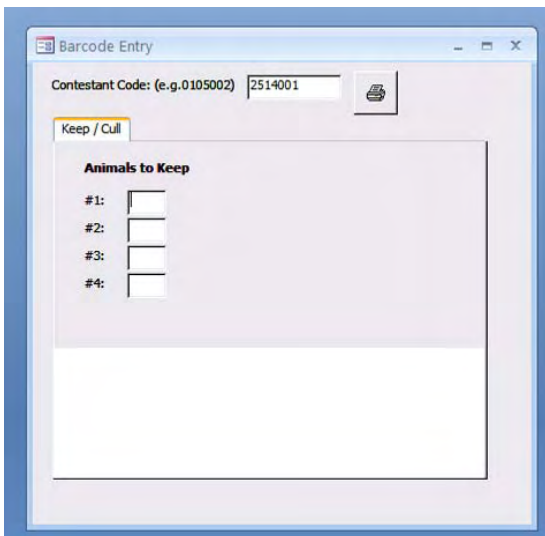 Barcode Entry
Contestant Code: (e.g.0105002) 2514001
Keep / Cull
Animals to Keep
#1:
#2:
#3:
#4: